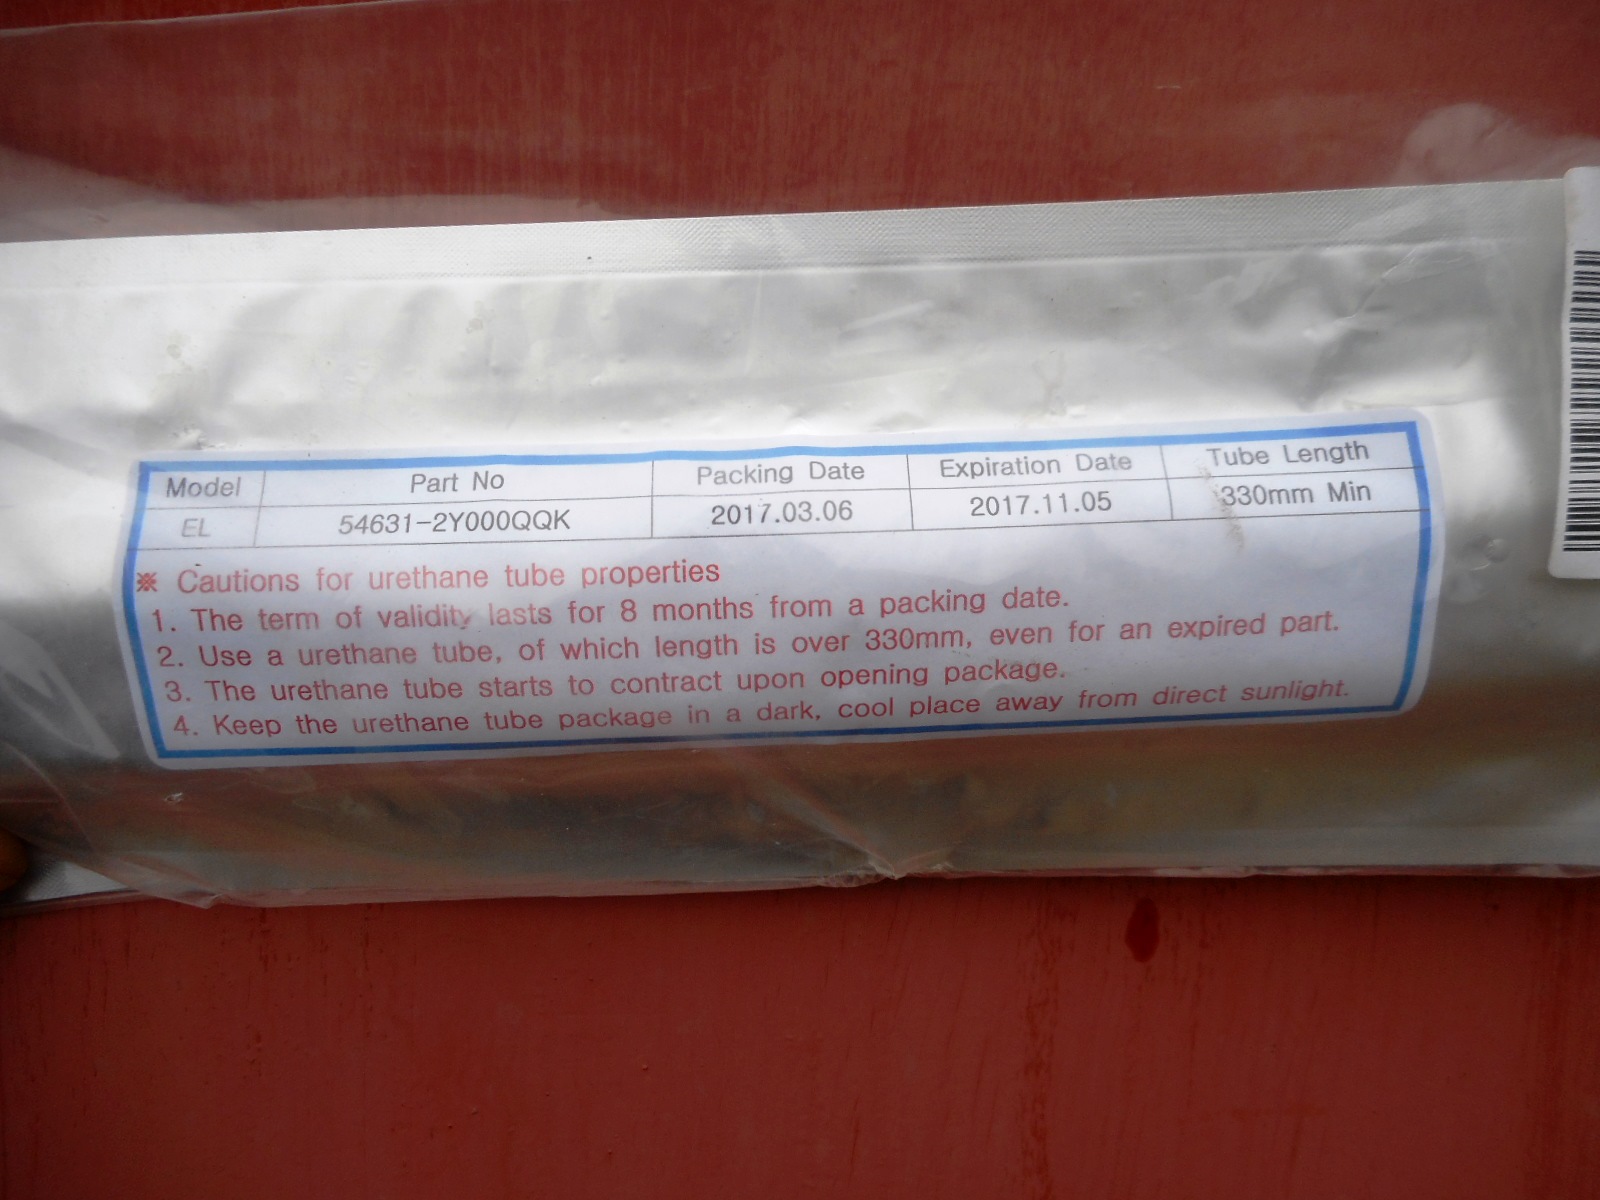 Model Part No Packing Date Expiration Date Tube Length
EL 54631-2Y000QQK 2017.03.06 2017.11.05 330mm Min
※ Cautions for urethane tube properties
1. The term of validity lasts for 8 months from a packing date.
2. Use a urethane tube, of which length is over 330mm, even for an expired part.
3. The urethane tube starts to contract upon opening package.
4. Keep the urethane tube package in a dark, cool place away from direct sunlight.